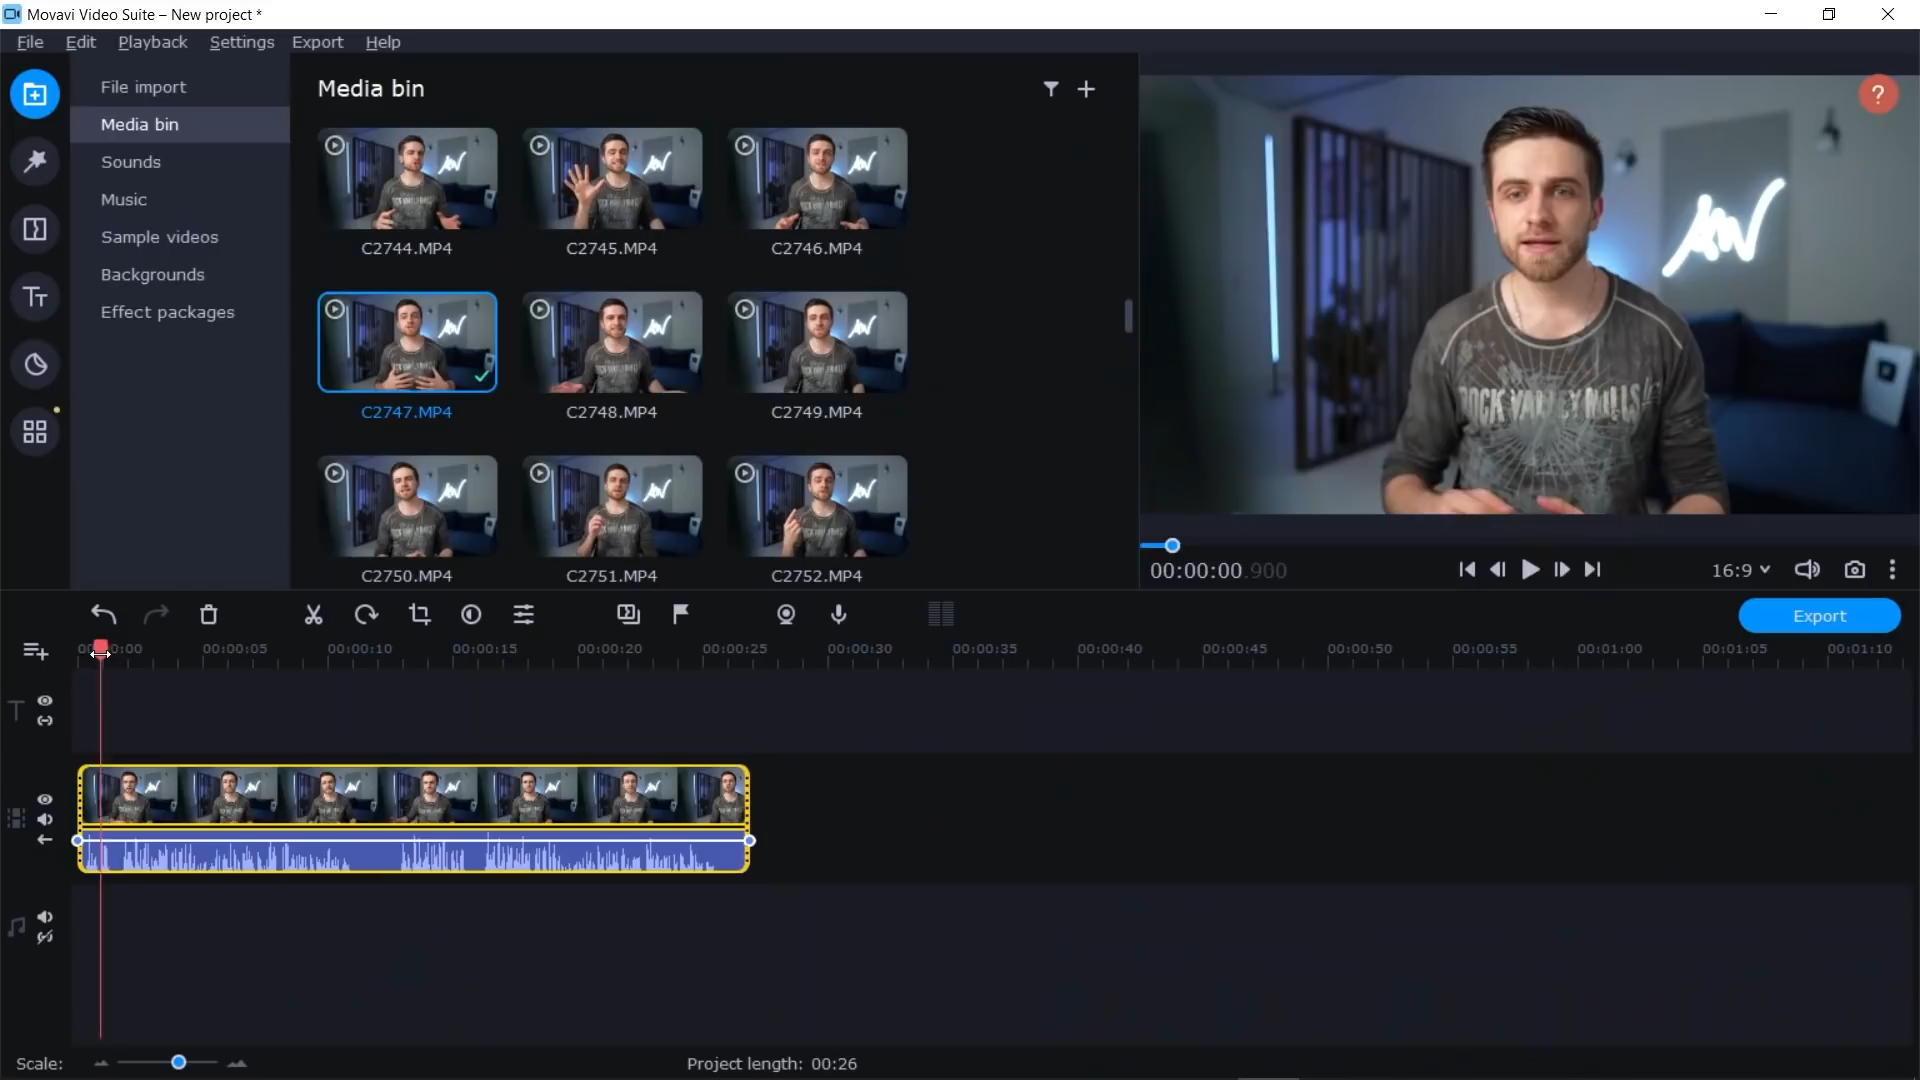 Movavi Video Suite – New project *
File Edit Playback Settings Export Help
File import
Media bin
Sounds
Music
Sample videos
Backgrounds
Effect packages
Media bin
C2744.MP4 C2745.MP4 C2746.MP4
C2747.MP4 C2748.MP4 C2749.MP4
C2750.MP4 C2751.MP4 C2752.MP4
?
AW
ROCK VALLEY MILLS
00:00:00.900
16:9
Export
00:00:05 00:00:10 00:00:15 00:00:20 00:00:25 00:00:30 00:00:35 00:00:40 00:00:45 00:00:50 00:00:55 00:01:00 00:01:05 00:01:10
Scale: Project length: 00:26